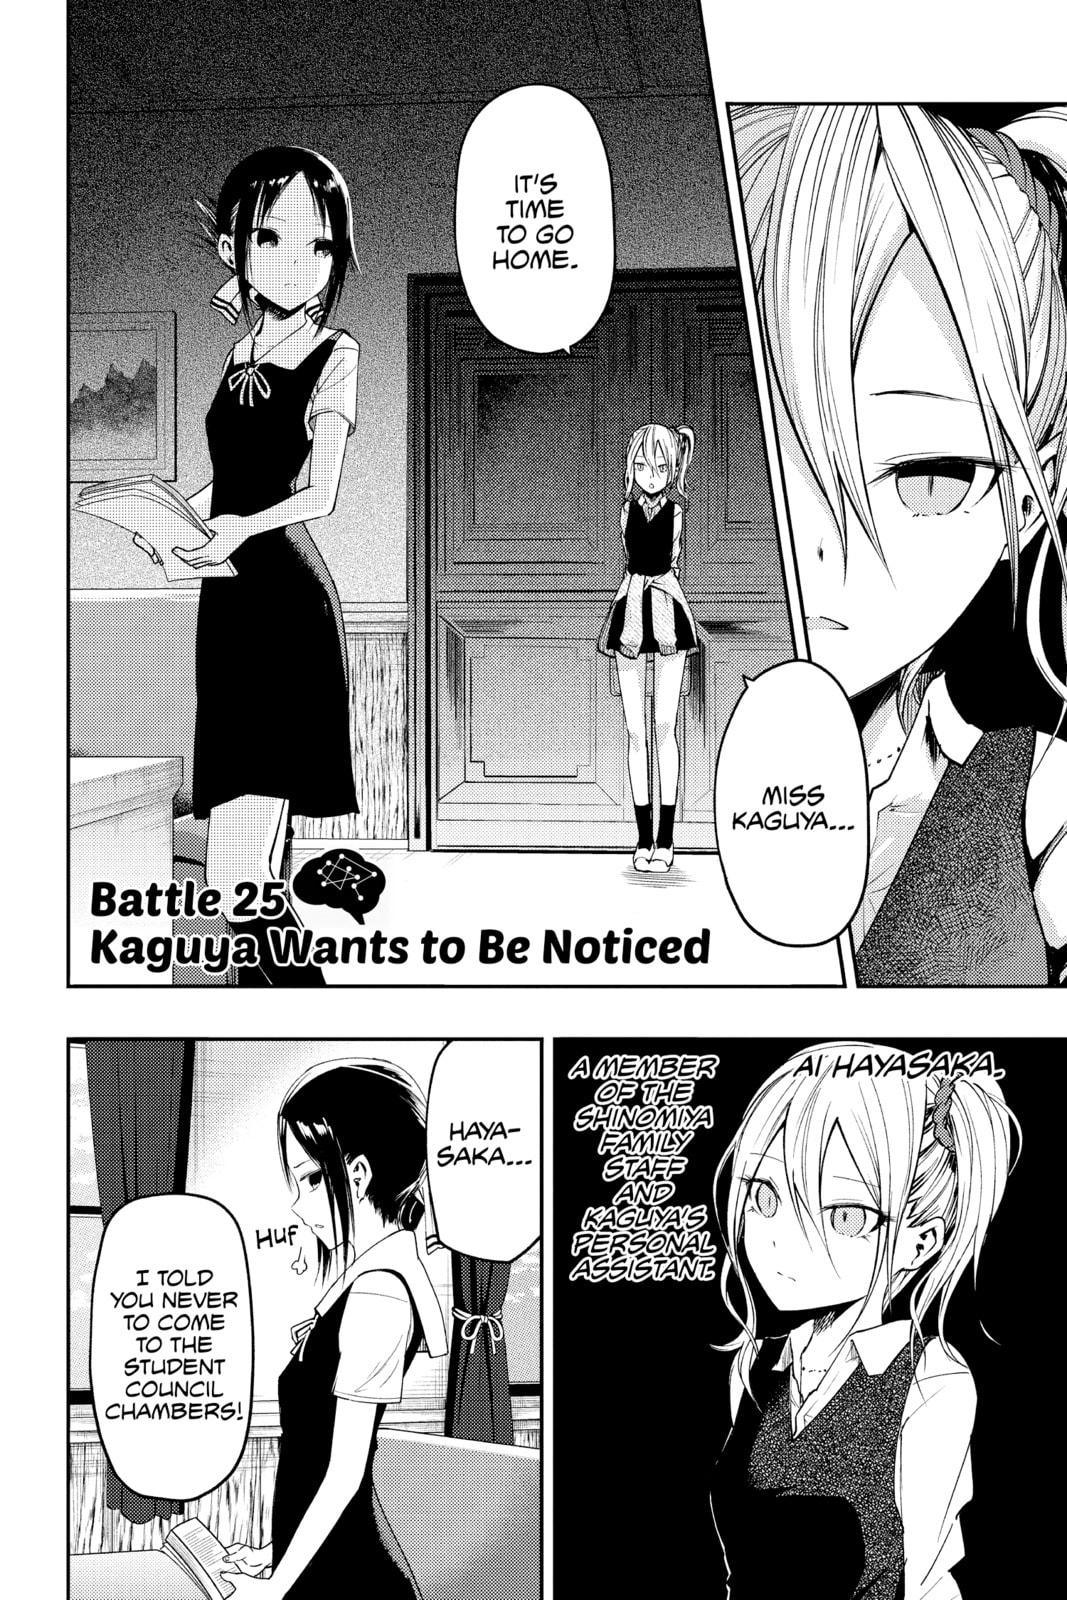 MISS
KAGUYA...
IT'S
TIME
TO GO
HOME.
Battle 25
Kaguya Wants to Be Noticed
AI HAYASAKA.
A MEMBER
OF THE
SHINOMIYA
FAMILY
STAFF
AND
KAGUYA'S
PERSONAL
ASSISTANT.
HAYA-
SAKA...
Huf
I TOLD
YOU NEVER
TO COME
TO THE
STUDENT
COUNCIL
CHAMBERS!